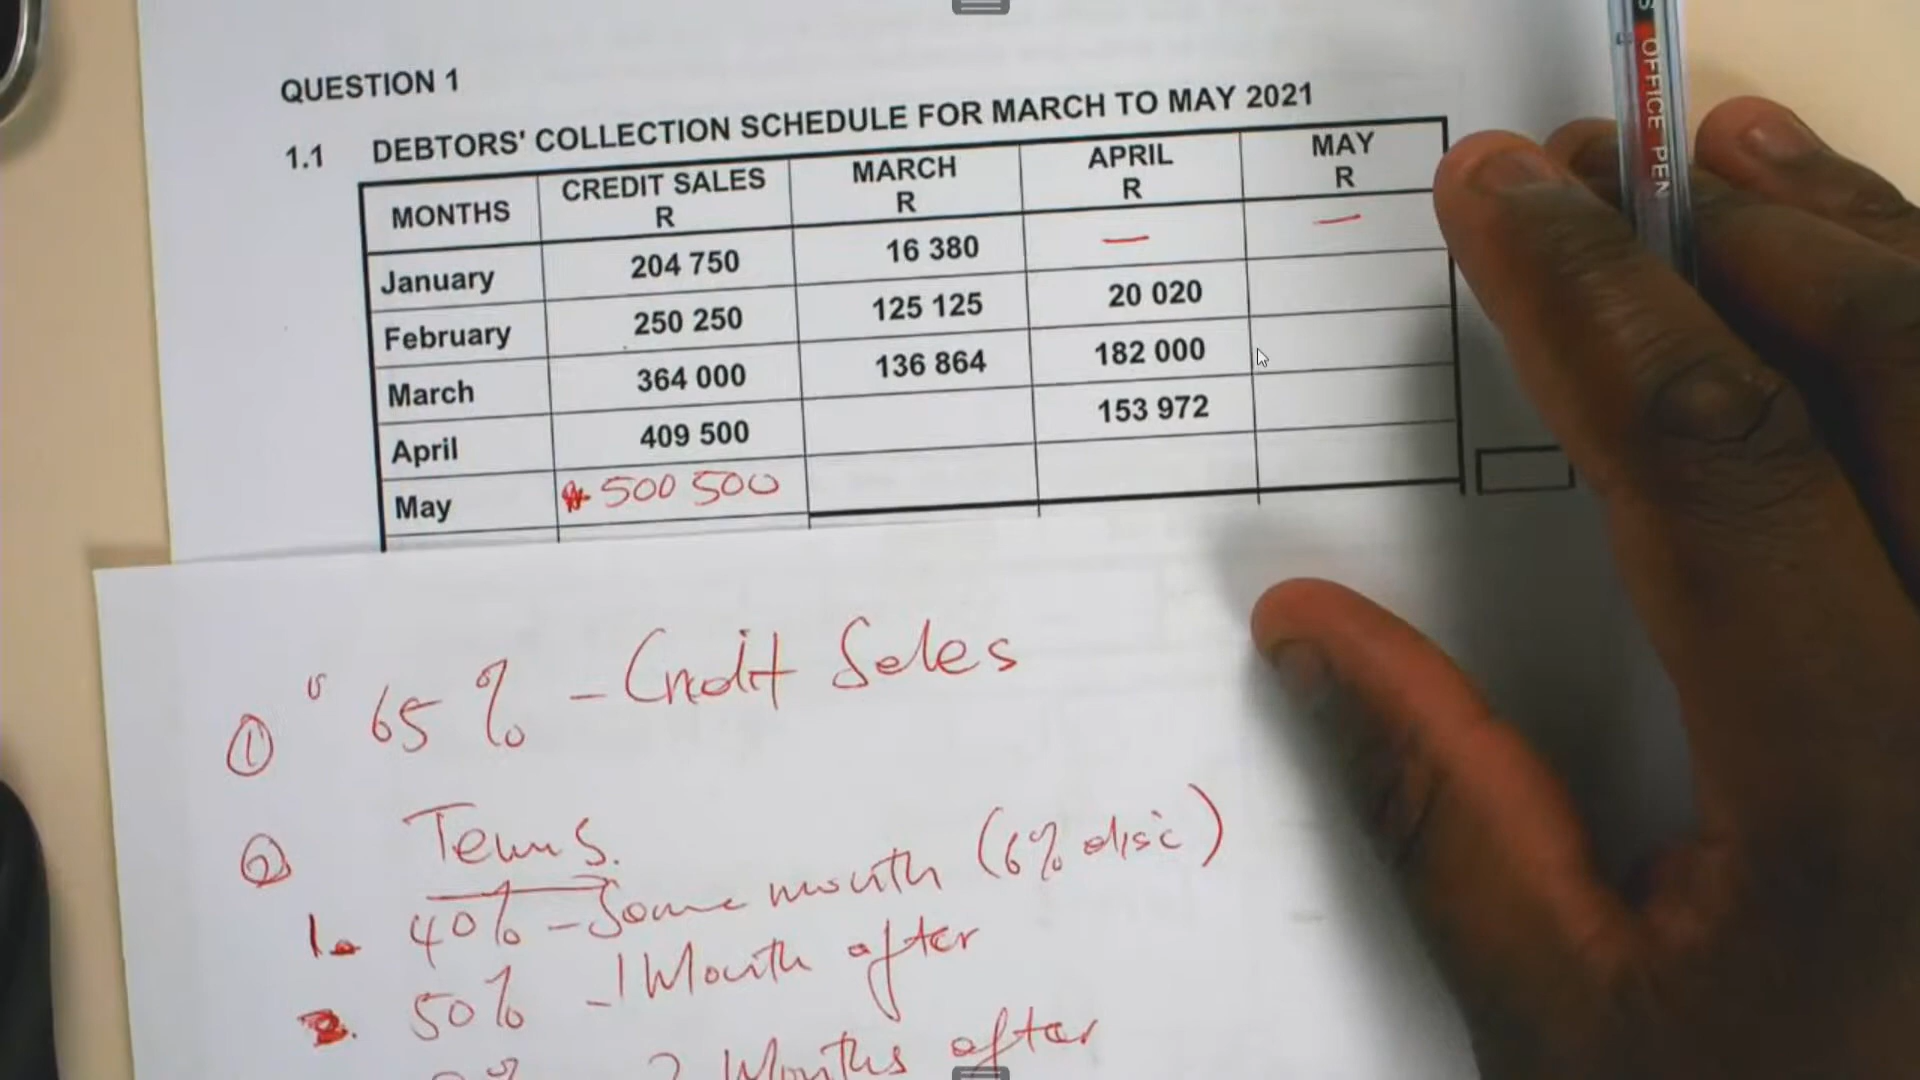 QUESTION 1
1.1 DEBTORS' COLLECTION SCHEDULE FOR MARCH TO MAY 2021
MONTHS CREDIT SALES R MARCH R APRIL R MAY R
January 204 750 16 380 — —
February 250 250 125 125 20 020
March 364 000 136 864 182 000
April 409 500 153 972
May 500 500
① 65% - Credit Sales
② Terms.
1. 40% - Same month (6% disc)
2. 50% - 1 Month after
% 2 Months after
OFFICE PEN